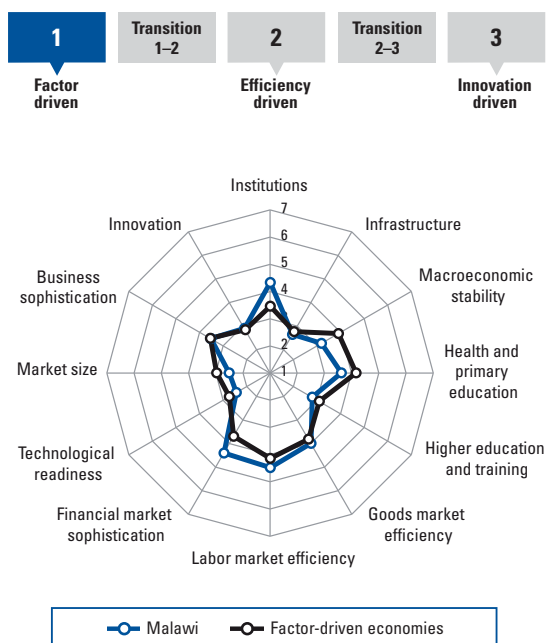 1
Transition
1–2
2
Transition
2–3
3
Factor
driven
Efficiency
driven
Innovation
driven
Institutions
7
Innovation
6
Infrastructure
5
Business
sophistication
4
Macroeconomic
stability
2
Market size
1
Health and
primary
education
Technological
readiness
Higher education
and training
Financial market
sophistication
Goods market
efficiency
Labor market efficiency
Malawi
Factor-driven economies